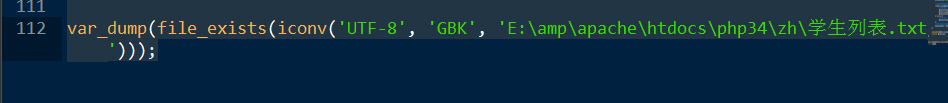 111
112 var_dump(file_exists(iconv('UTF-8', 'GBK', 'E:\amp\apache\htdocs\php34\zh\学生列表.txt
')));